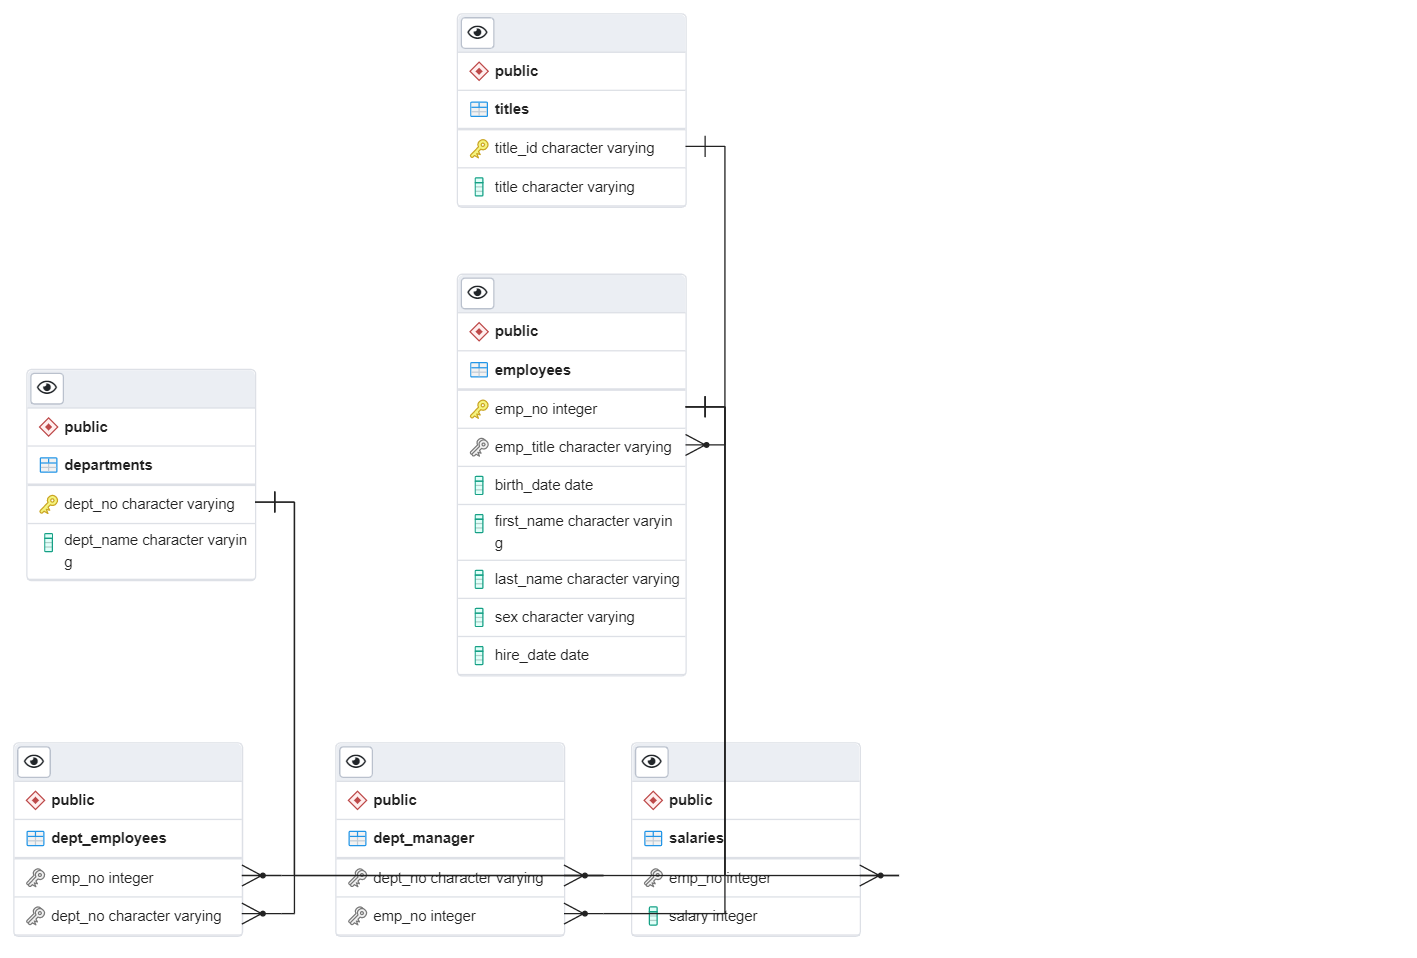 public
titles
title_id character varying
title character varying
public
employees
emp_no integer
emp_title character varying
birth_date date
first_name character varyin
g
last_name character varying
sex character varying
hire_date date
public
departments
dept_no character varying
dept_name character varyin
g
public
dept_employees
emp_no integer
dept_no character varying
public
dept_manager
dept_no character varying
emp_no integer
public
salaries
emp_no integer
salary integer